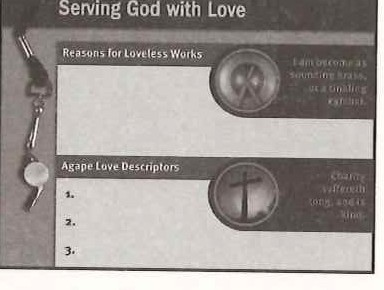 Serving God with Love
Reasons for Loveless Works
I am become as
sounding brass,
or a tinkling
cymbal.
Agape Love Descriptors
Charity
suffereth
long, and is
kind.
1.
2.
3.